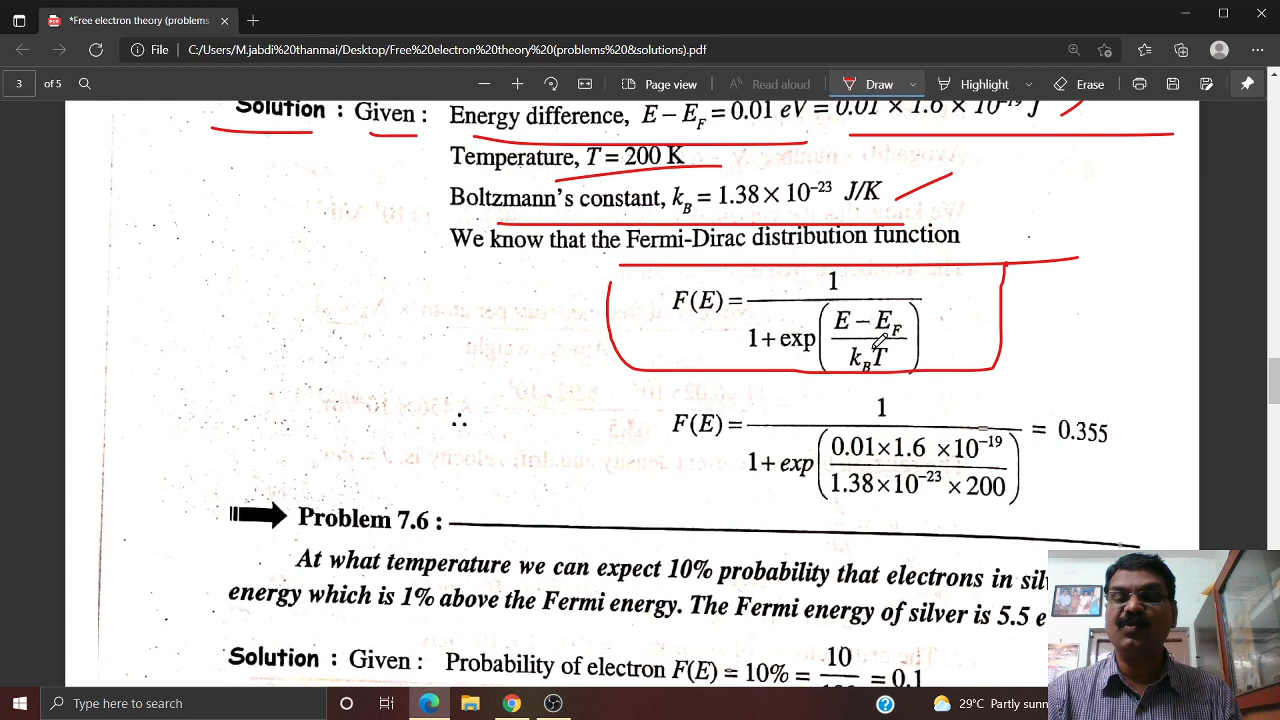 *Free electron theory (problems
File
C:/Users/M.jabdi%20thanmai/Desktop/Free%20electron%20theory%20(problems%20&solutions).pdf
3 of 5
Page view
Read aloud
Draw
Highlight
Erase
Solution : Given : Energy difference, E – E_F = 0.01 eV = 0.01 × 1.6 × 10⁻¹⁹ J
Temperature, T = 200 K
Boltzmann's constant, k_B = 1.38 × 10⁻²³ J/K
We know that the Fermi-Dirac distribution function
F(E) = 1 / (1 + exp((E – E_F) / (k_B T)))
∴ F(E) = 1 / (1 + exp((0.01×1.6 ×10⁻¹⁹) / (1.38×10⁻²³ ×200))) = 0.355
Problem 7.6 :
At what temperature we can expect 10% probability that electrons in sil
energy which is 1% above the Fermi energy. The Fermi energy of silver is 5.5 e
Solution : Given : Probability of electron F(E) = 10% = 10 / 100 = 0.1
Type here to search
29°C Partly sunn